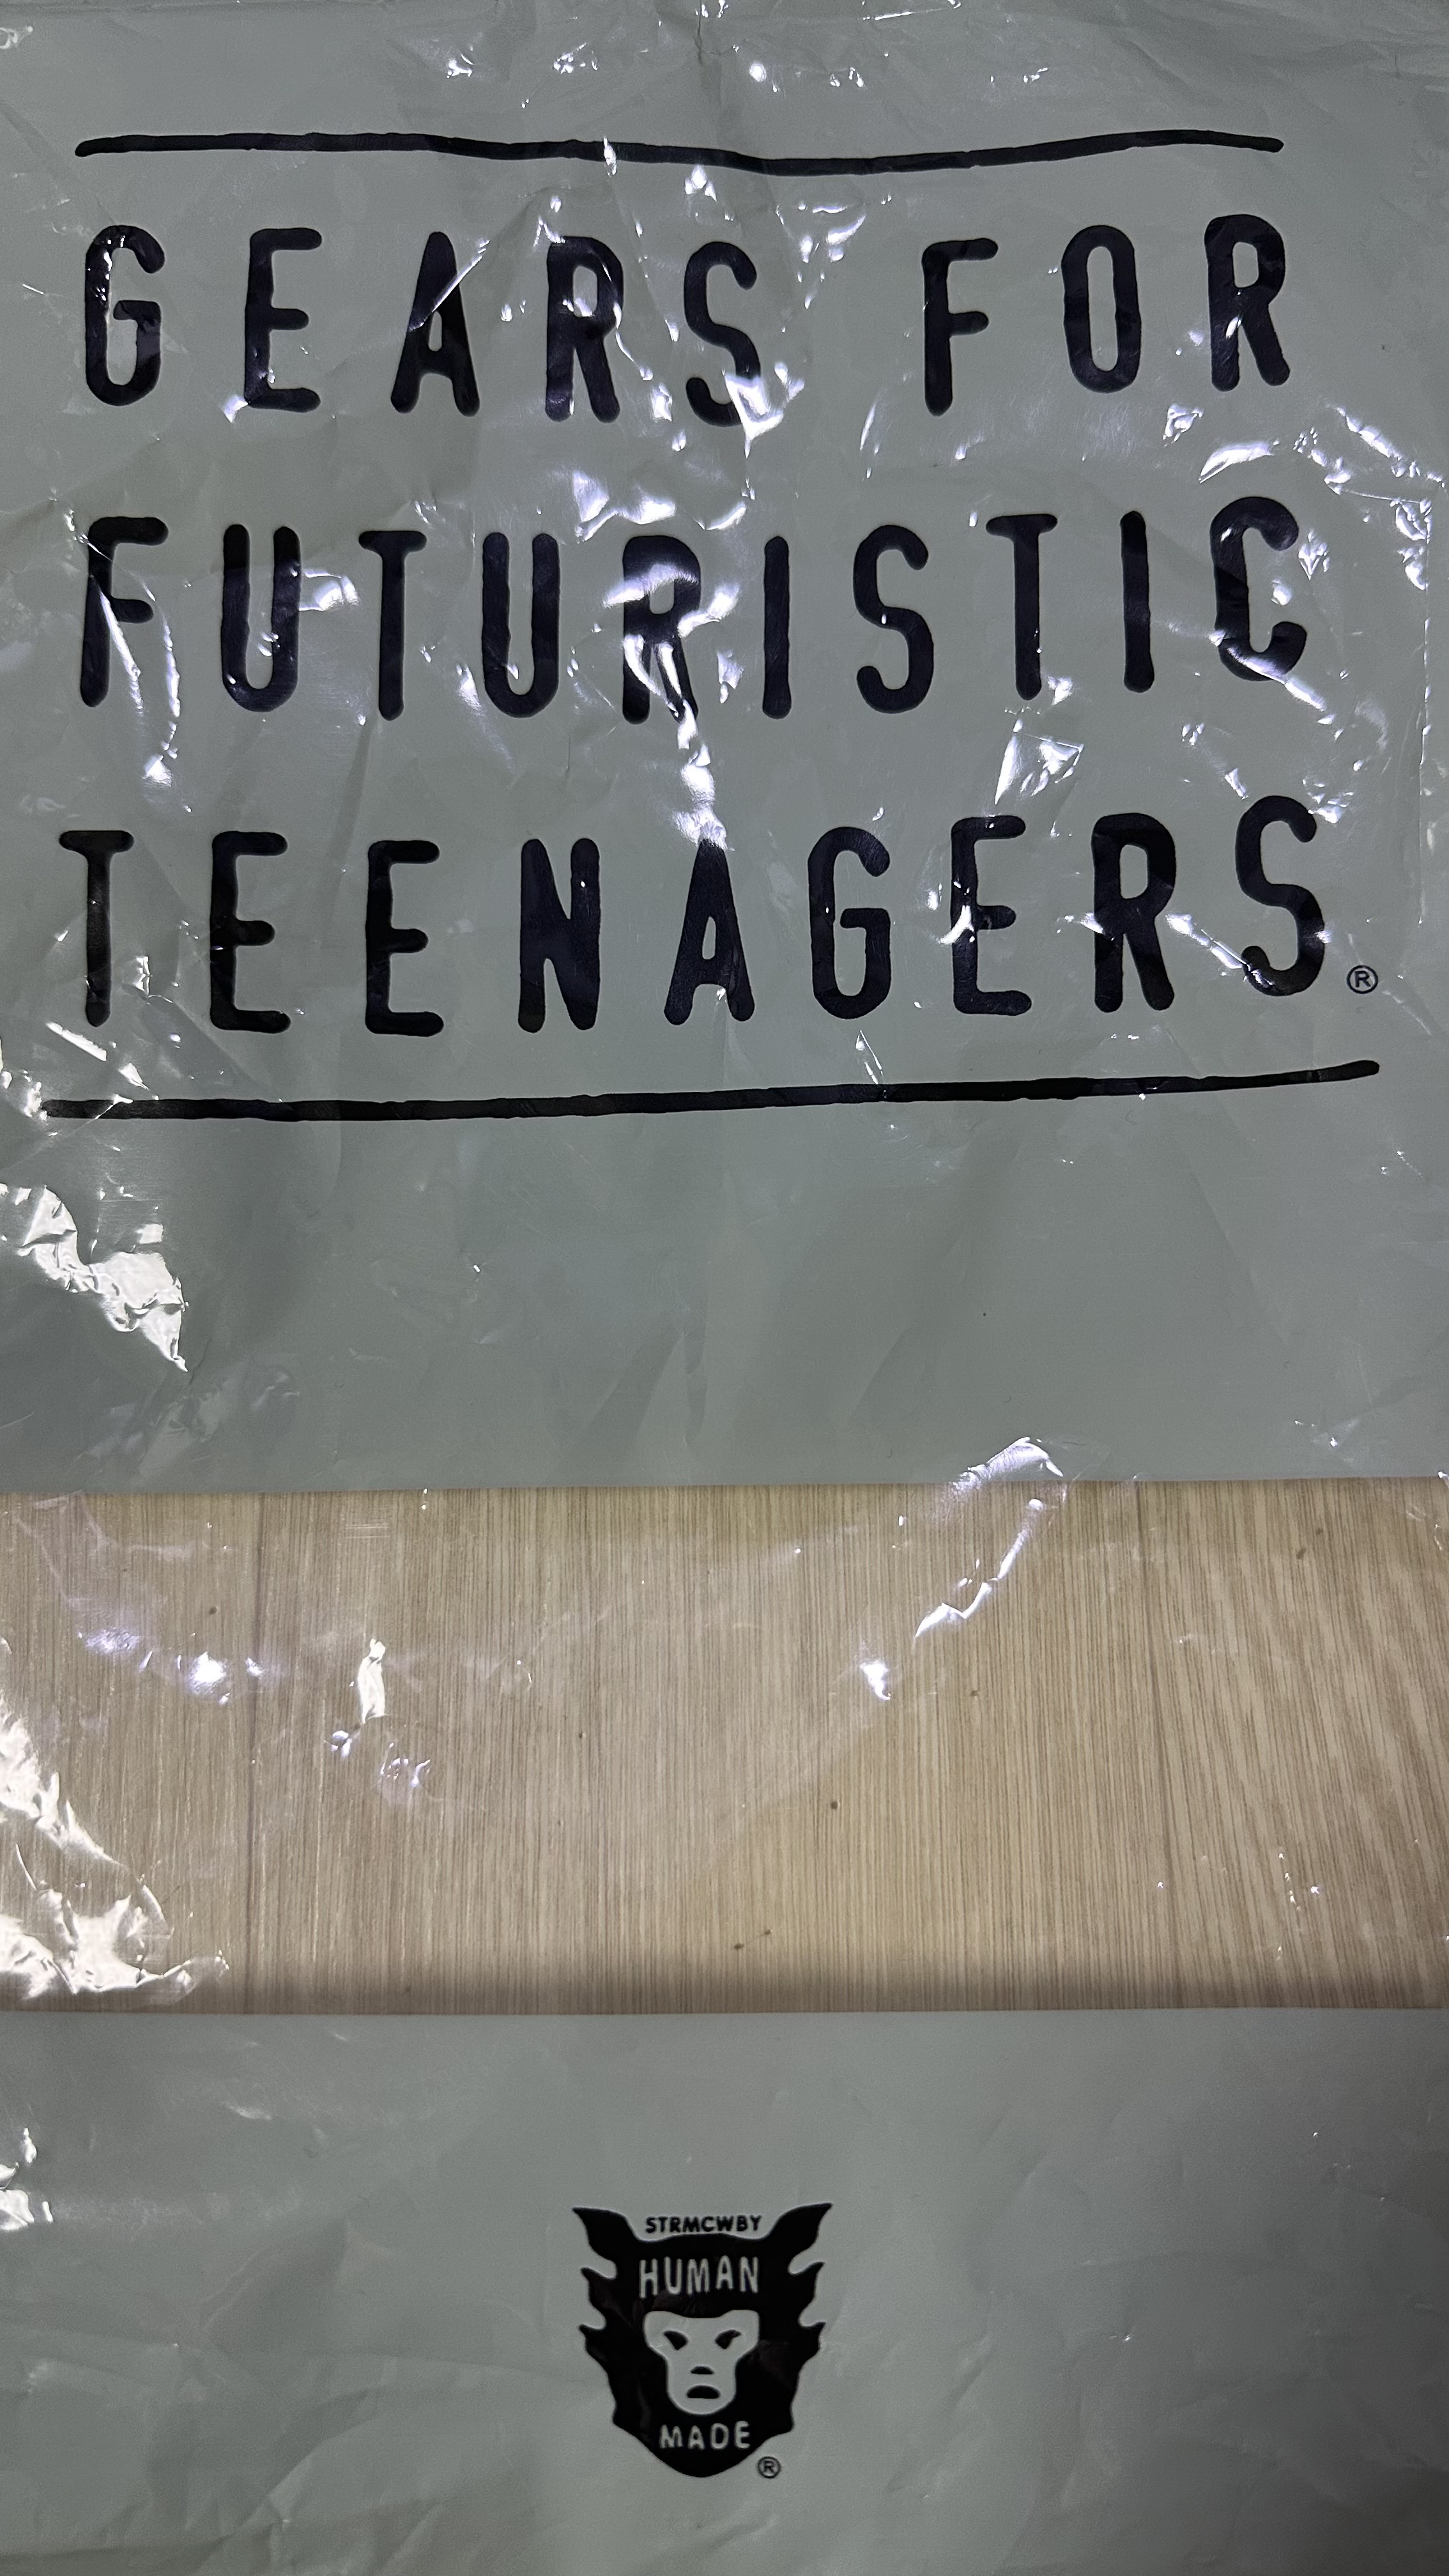 GEARS FOR
FUTURISTIC
TEENAGERS®
STRMCWBY
HUMAN
MADE
®